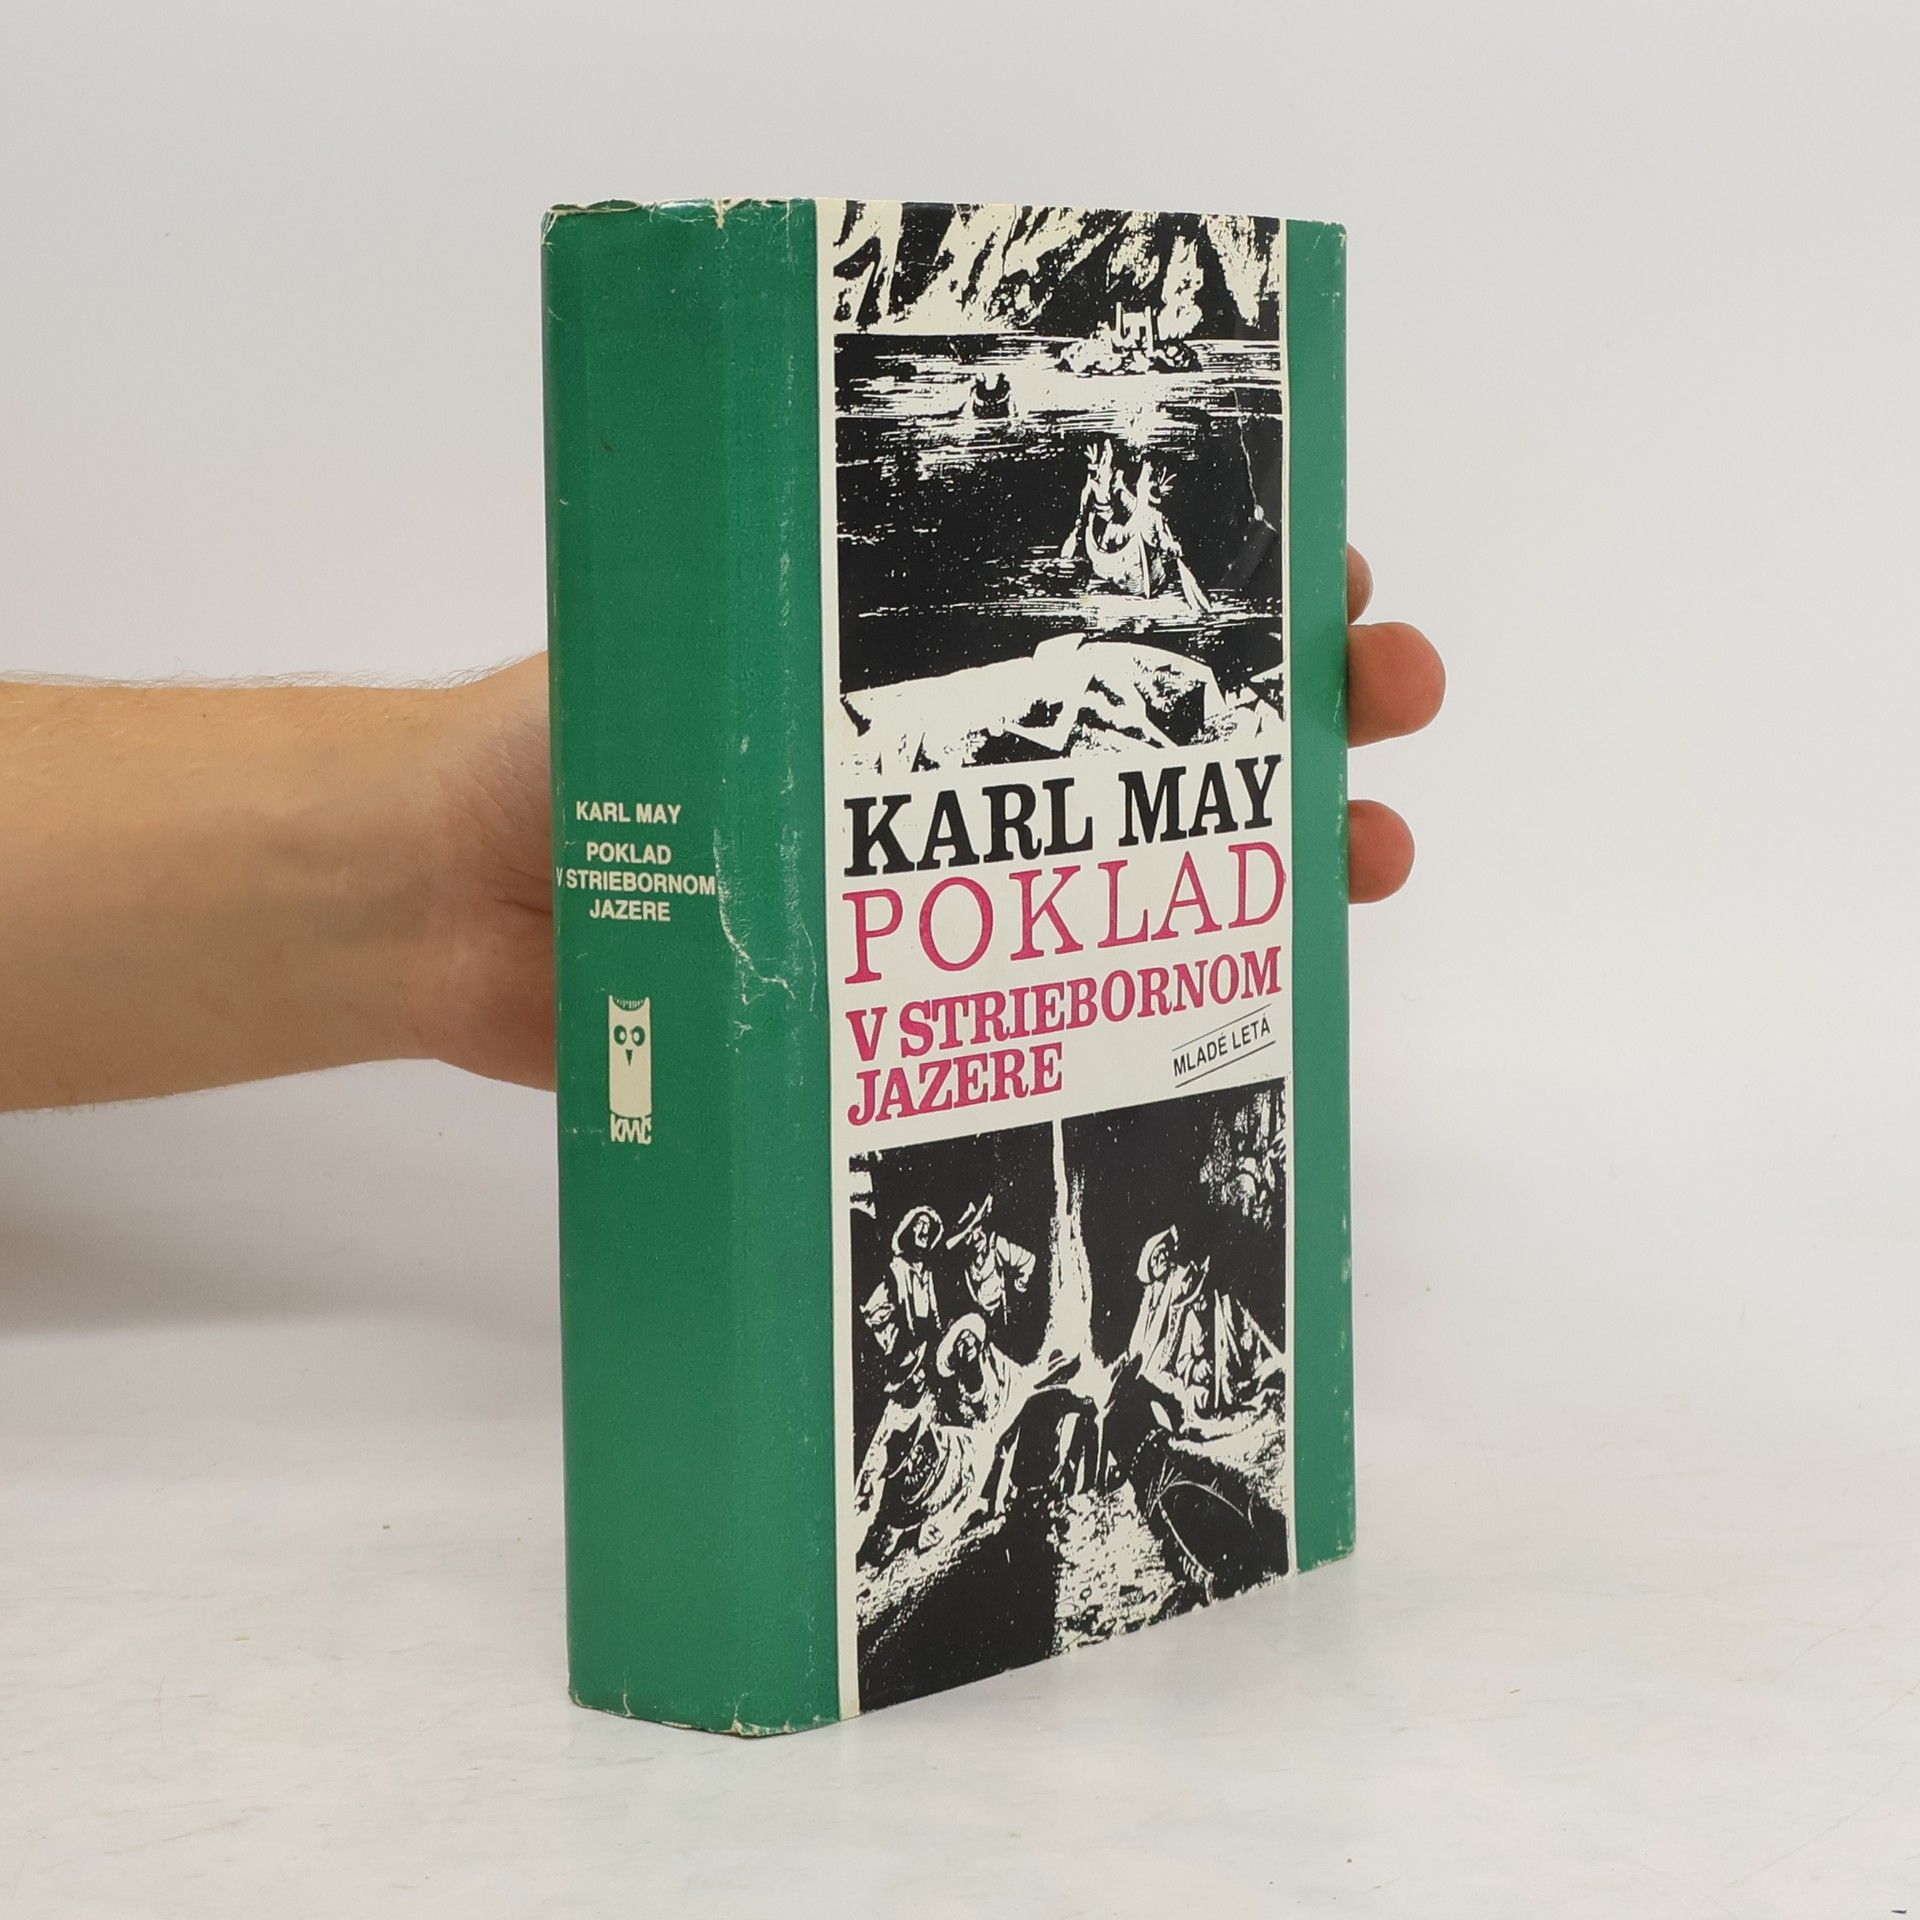 KARL MAY
POKLAD
V STRIEBORNOM
JAZERE
KMČ
KARL MAY
POKLAD
V STRIEBORNOM
JAZERE
MLADÉ LETÁ